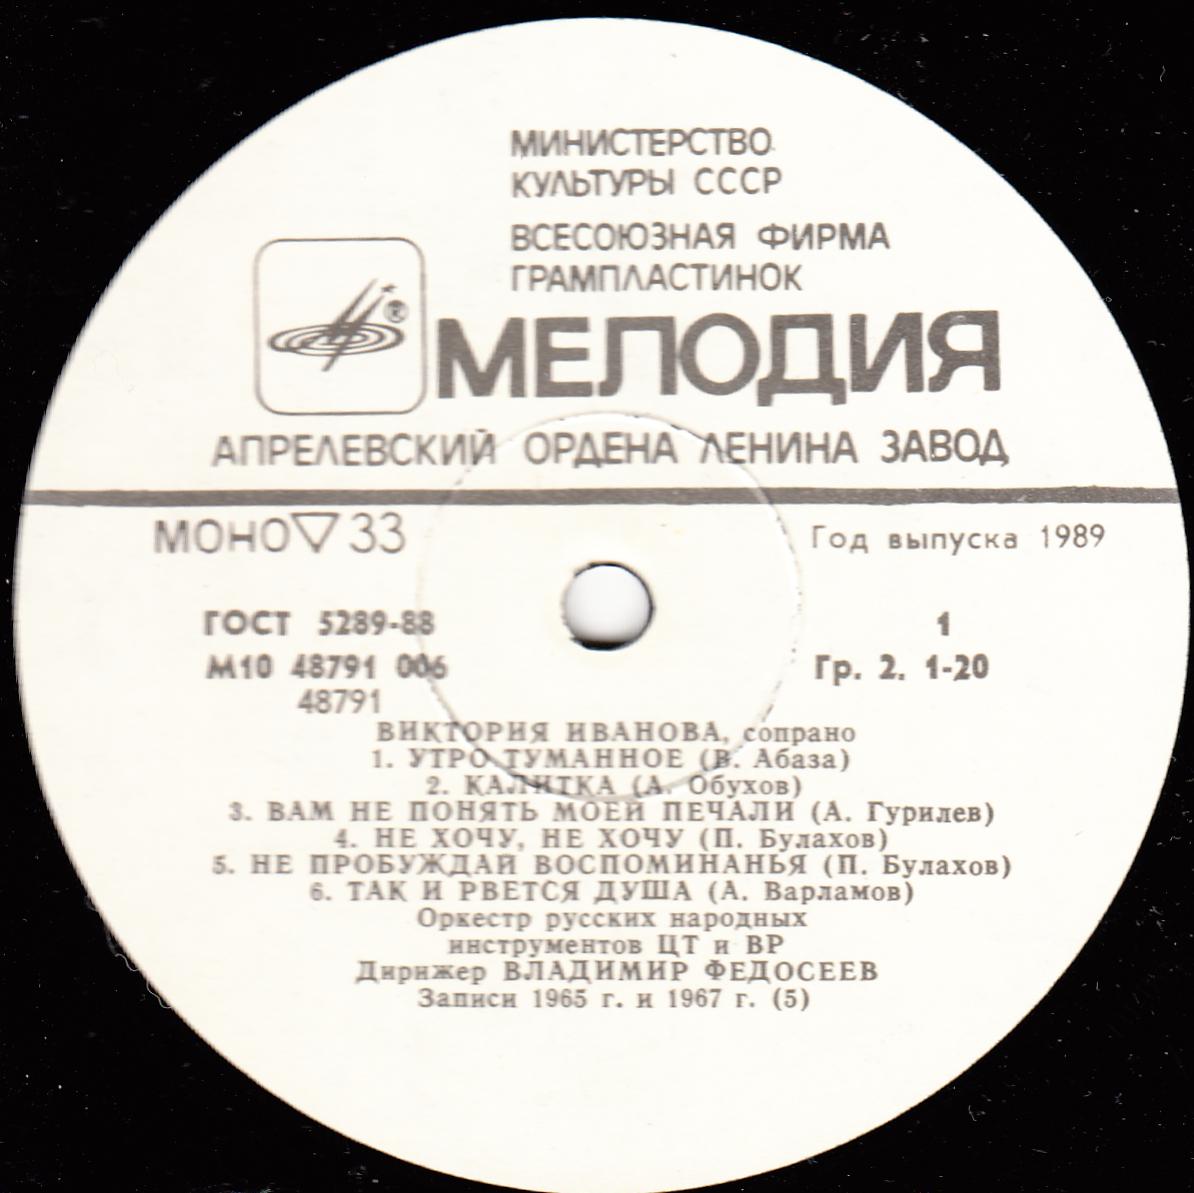 МИНИСТЕРСТВО
КУЛЬТУРЫ СССР
ВСЕСОЮЗНАЯ ФИРМА
ГРАМПЛАСТИНОК
®
МЕЛОДИЯ
АПРЕЛЕВСКИЙ ОРДЕНА ЛЕНИНА ЗАВОД
МОНО ▽ 33
Год выпуска 1989
ГОСТ 5289-88
1
М10 48791 006
Гр. 2. 1-20
48791
ВИКТОРИЯ ИВАНОВА, сопрано
1. УТРО ТУМАННОЕ (В. Абаза)
2. КАЛИТКА (А. Обухов)
3. ВАМ НЕ ПОНЯТЬ МОЕЙ ПЕЧАЛИ (А. Гурилев)
4. НЕ ХОЧУ, НЕ ХОЧУ (П. Булахов)
5. НЕ ПРОБУЖДАЙ ВОСПОМИНАНЬЯ (П. Булахов)
6. ТАК И РВЕТСЯ ДУША (А. Варламов)
Оркестр русских народных
инструментов ЦТ и ВР
Дирижер ВЛАДИМИР ФЕДОСЕЕВ
Записи 1965 г. и 1967 г. (5)